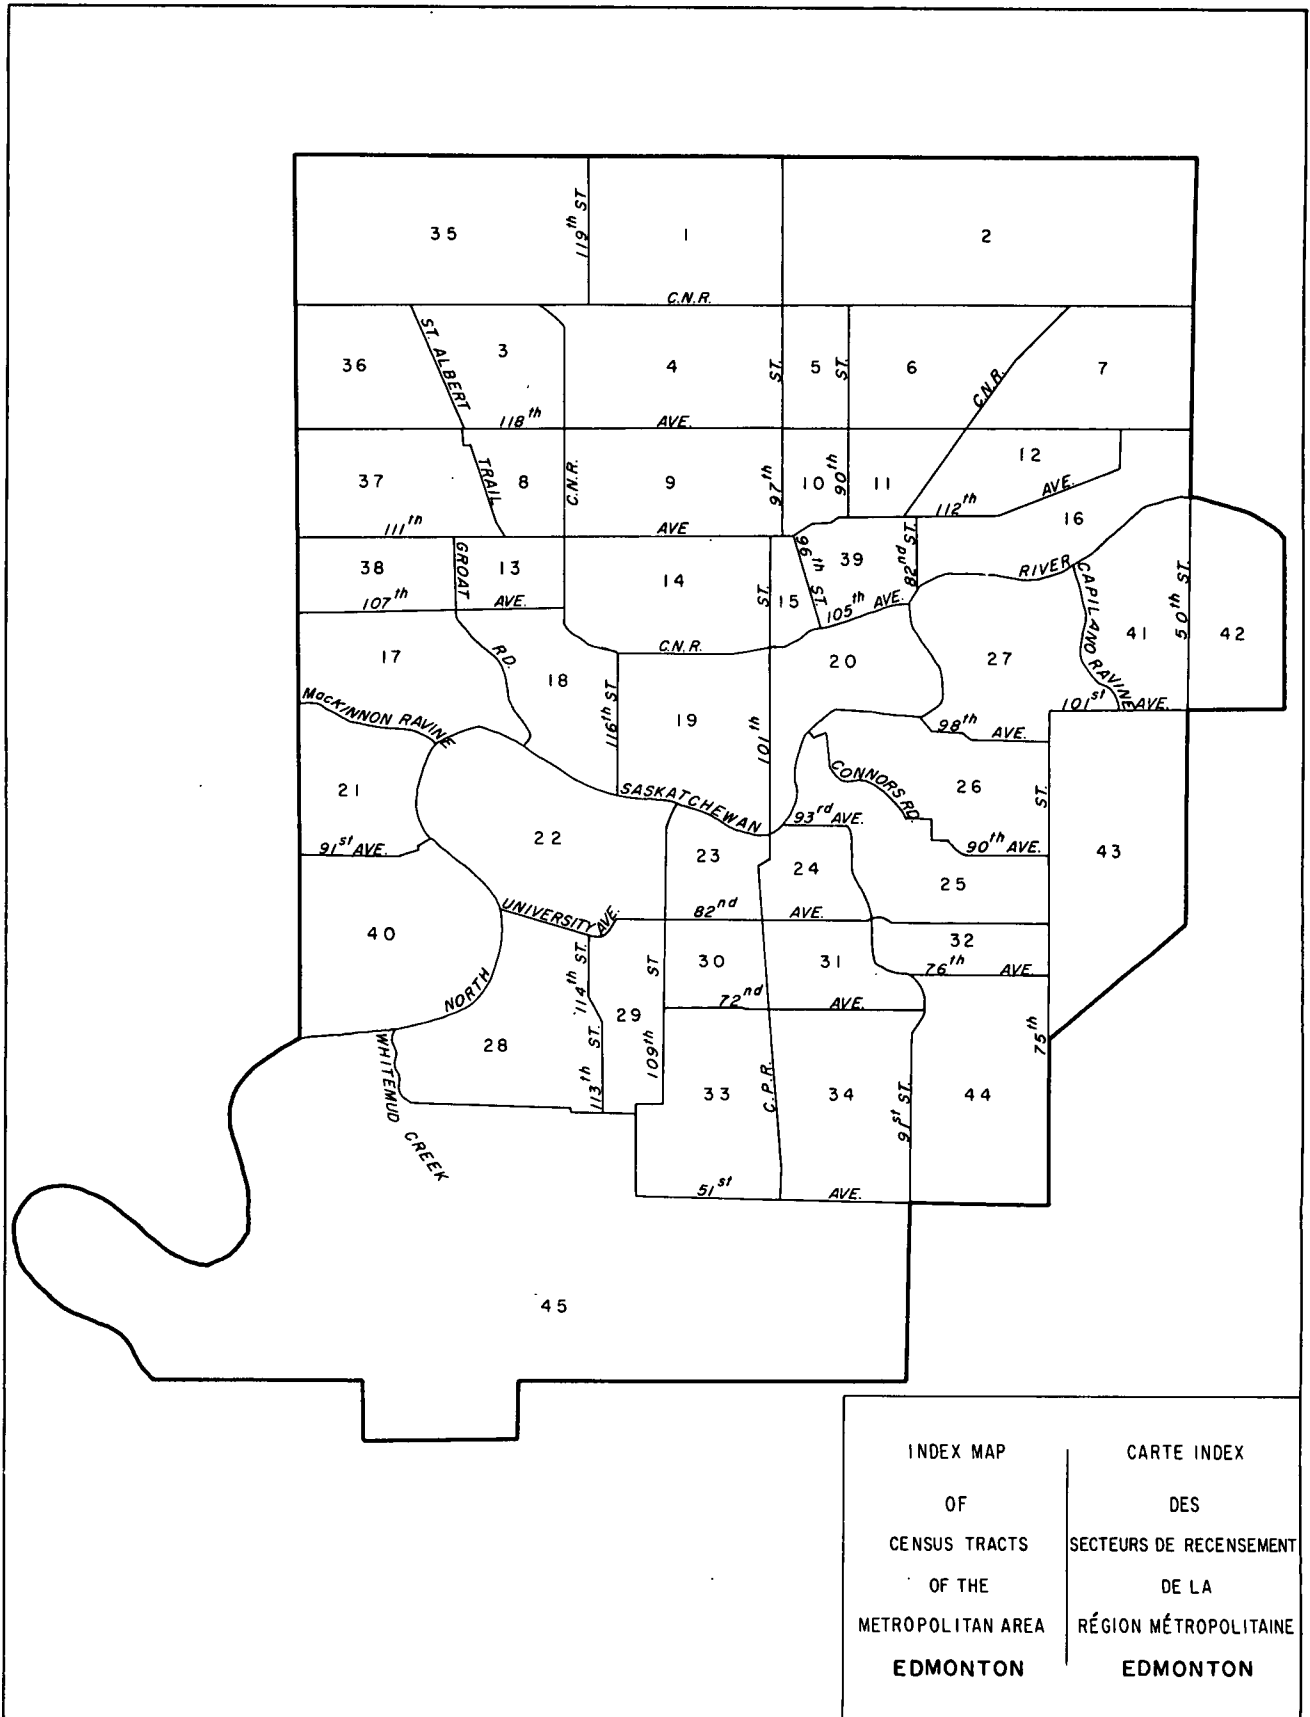 35
119th ST
1
2
C.N.R.
36
ST. ALBERT
3
4
ST.
5
ST.
6
C.N.R.
7
118th
AVE.
37
TRAIL
8
C.N.R.
9
97th
10
90th
11
12
112th
AVE.
111th
AVE
16
38
GROAT
13
14
ST.
15
96th ST.
39
82nd ST.
RIVER
CAPILANO RAVINE
50th ST.
107th
AVE.
105th AVE.
41
42
17
RD.
18
C.N.R.
20
27
MacKINNON RAVINE
116th ST
19
101th
98th AVE.
101st AVE.
21
SASKATCHEWAN
CONNORS RD.
26
ST.
93rd AVE.
91st AVE.
22
23
24
90th AVE.
43
25
UNIVERSITY AVE.
82nd
AVE.
40
NORTH
114th ST.
ST
30
31
32
76th AVE.
72nd
AVE.
28
29
113th ST.
109th
75th
WHITEMUD CREEK
33
C.P.R.
34
91st ST.
44
51st
AVE.
45
INDEX MAP
OF
CENSUS TRACTS
OF THE
METROPOLITAN AREA
EDMONTON
CARTE INDEX
DES
SECTEURS DE RECENSEMENT
DE LA
RÉGION MÉTROPOLITAINE
EDMONTON